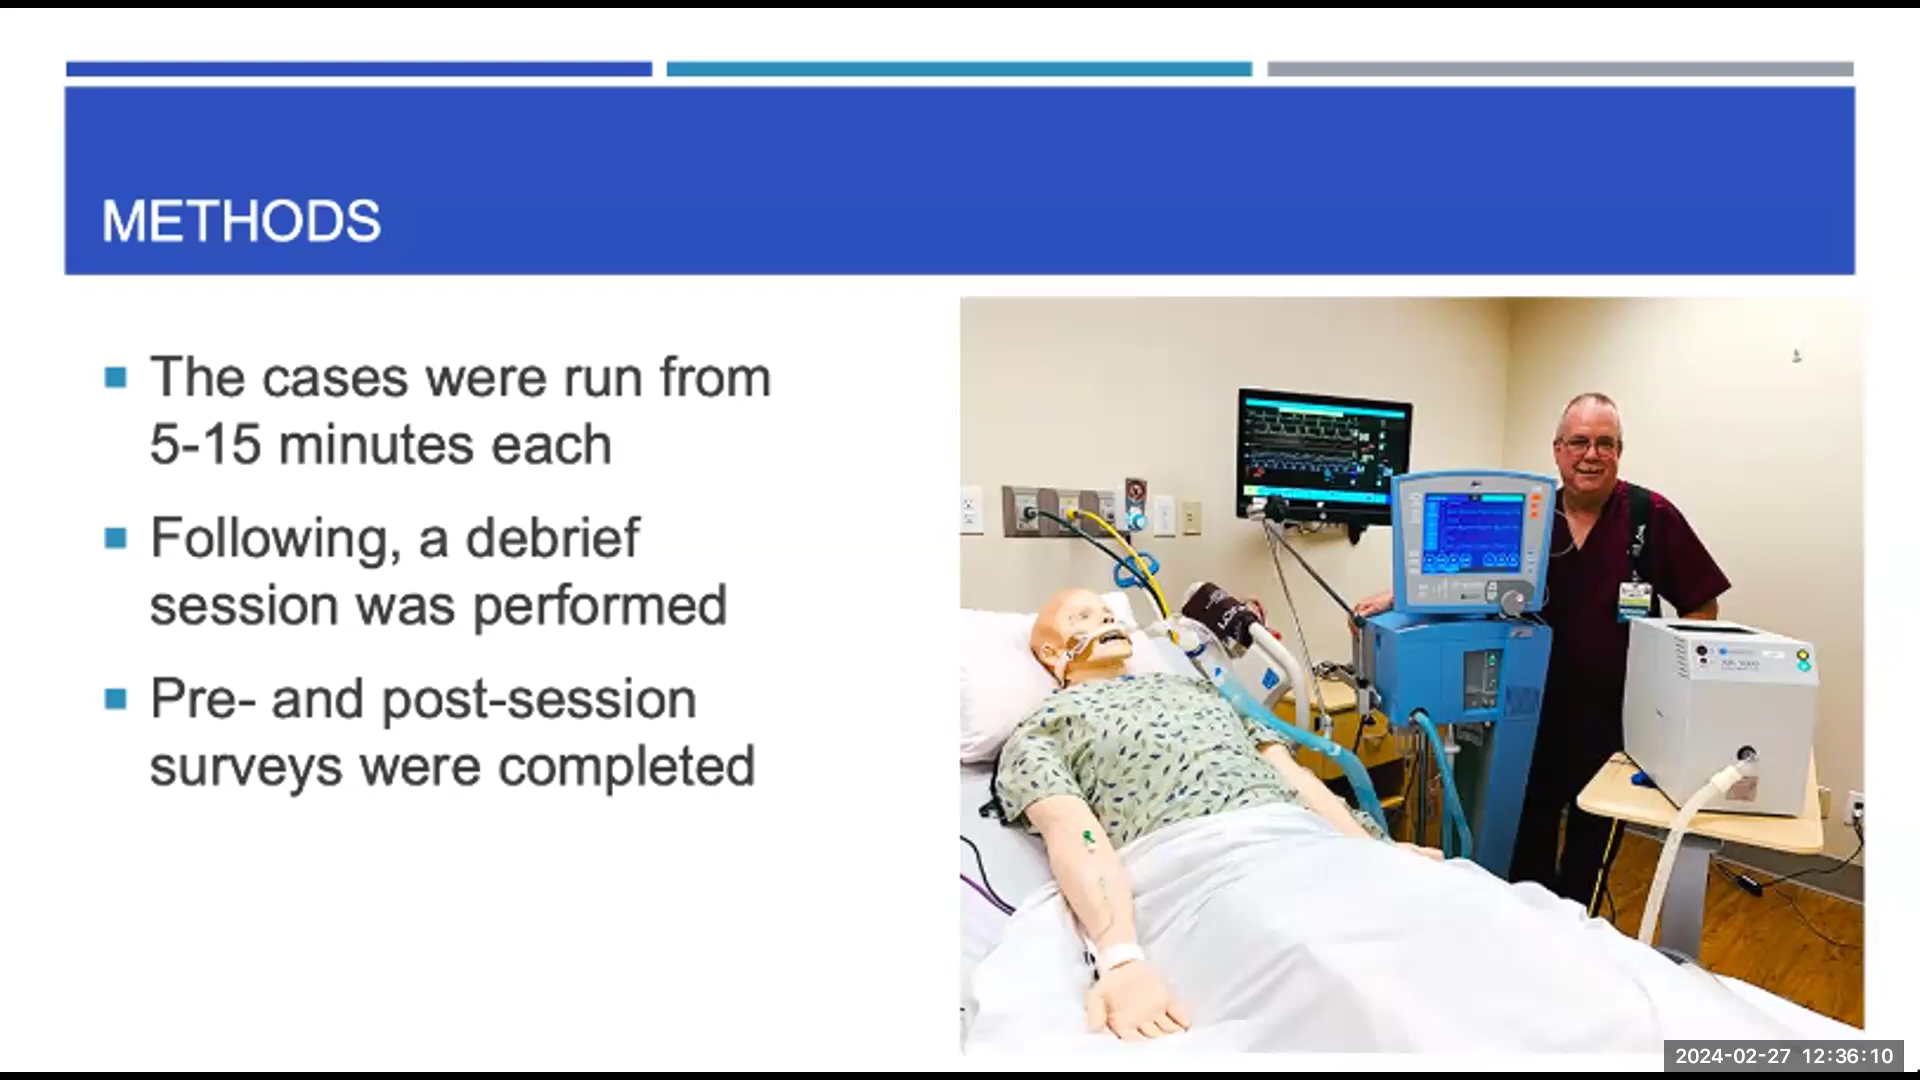 METHODS
The cases were run from
5-15 minutes each
Following, a debrief
session was performed
Pre- and post-session
surveys were completed
2024-02-27 12:36:10